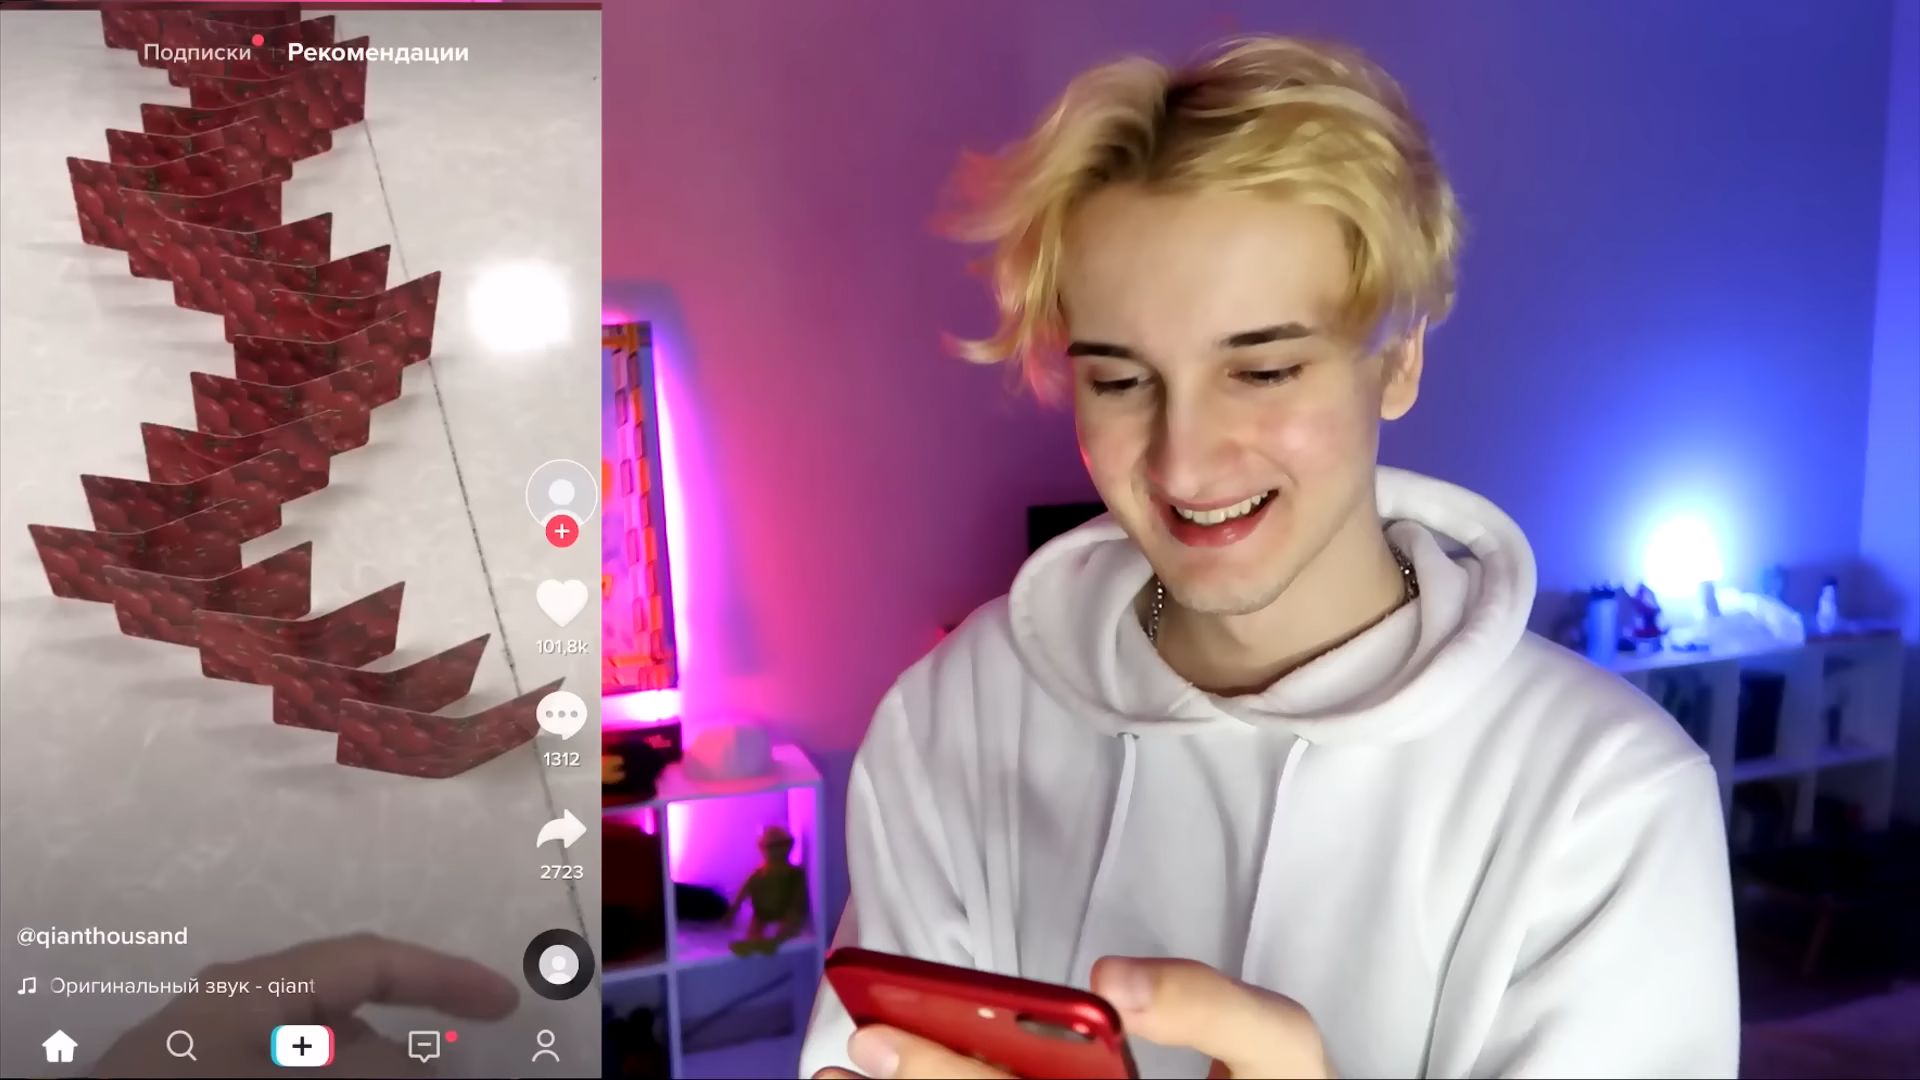 Подписки Рекомендации
101,8k
1312
2723
@qianthousand
Оригинальный звук - qiant